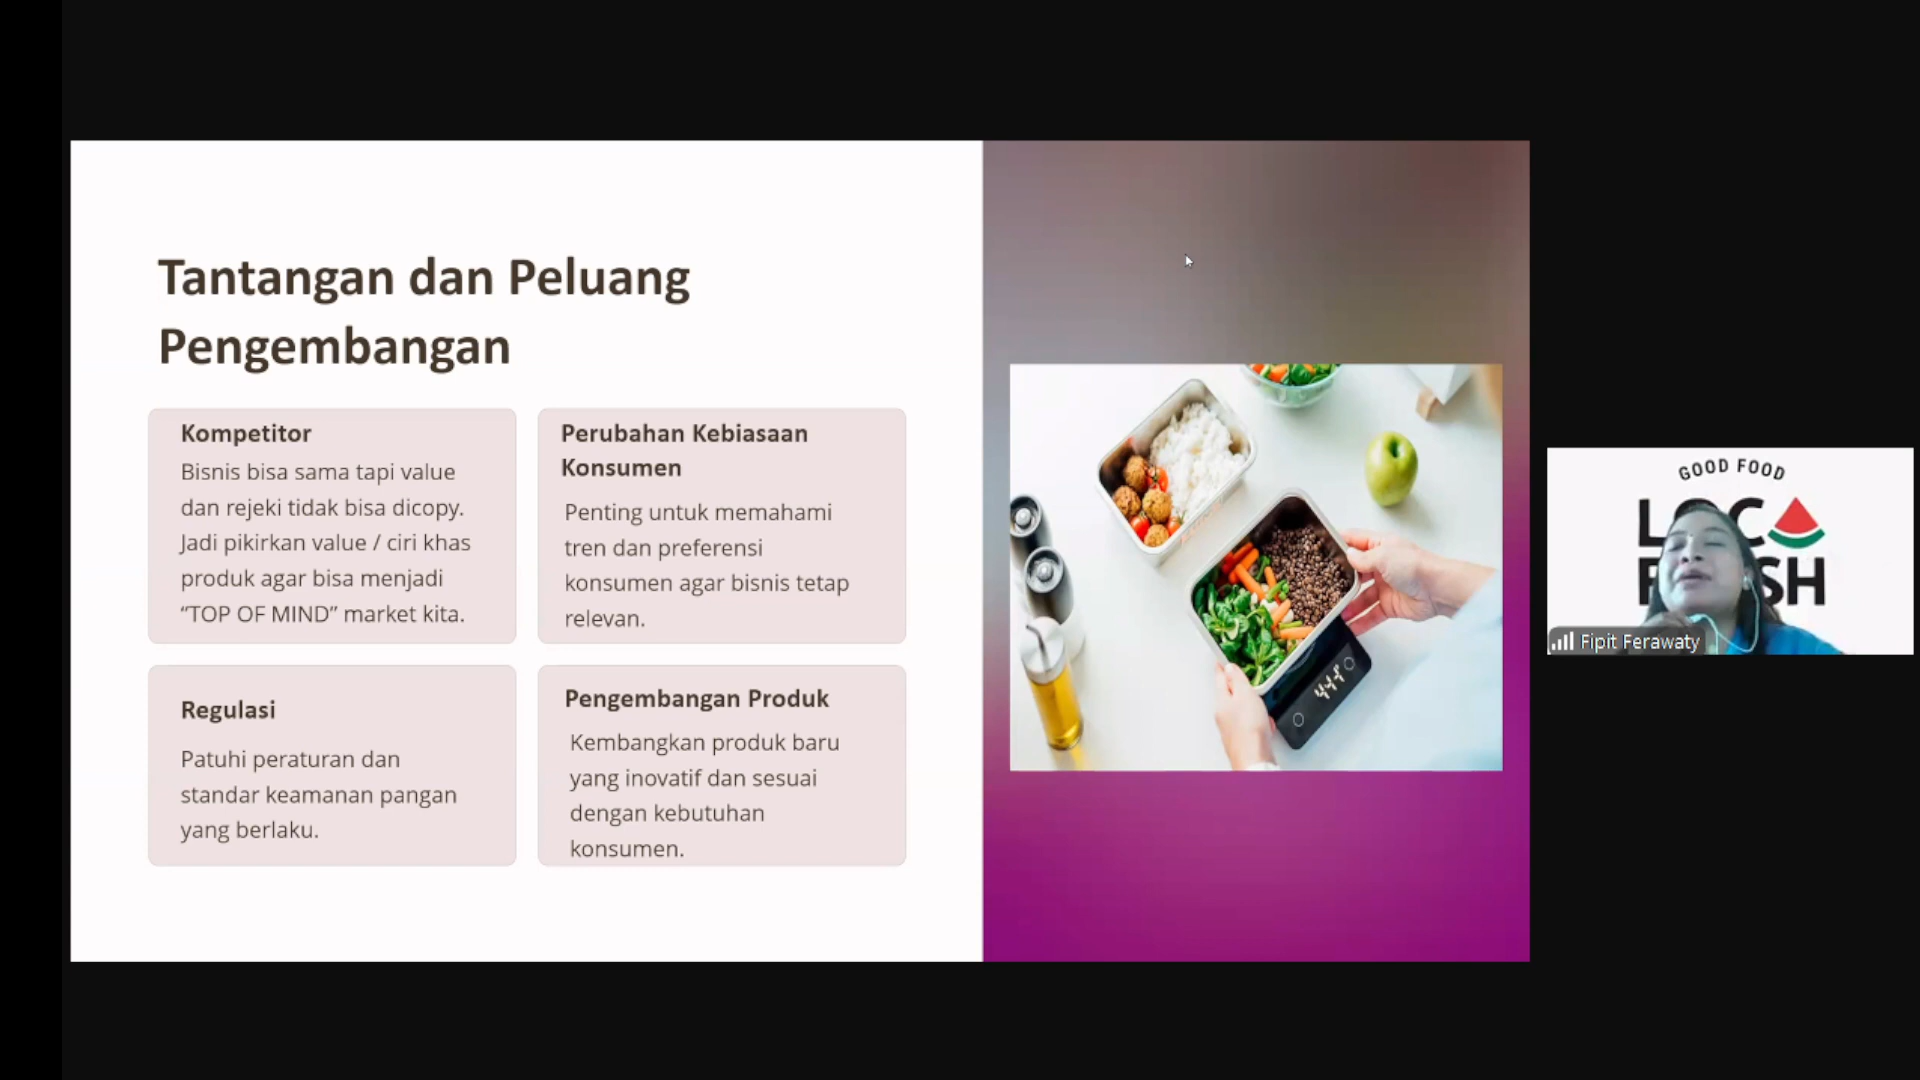 Tantangan dan Peluang
Pengembangan
Kompetitor
Bisnis bisa sama tapi value
dan rejeki tidak bisa dicopy.
Jadi pikirkan value / ciri khas
produk agar bisa menjadi
“TOP OF MIND” market kita.
Perubahan Kebiasaan
Konsumen
Penting untuk memahami
tren dan preferensi
konsumen agar bisnis tetap
relevan.
Regulasi
Patuhi peraturan dan
standar keamanan pangan
yang berlaku.
Pengembangan Produk
Kembangkan produk baru
yang inovatif dan sesuai
dengan kebutuhan
konsumen.
GOOD FOOD
Fipit Ferawaty